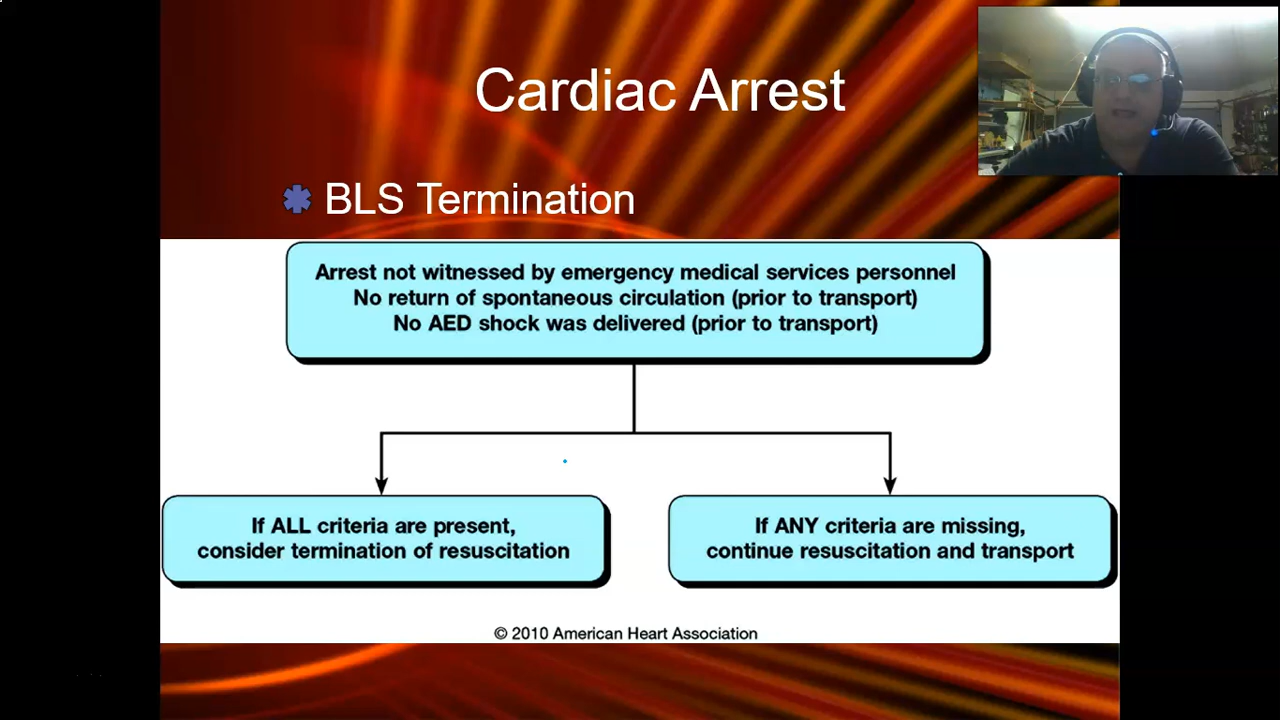 Cardiac Arrest
BLS Termination
Arrest not witnessed by emergency medical services personnel
No return of spontaneous circulation (prior to transport)
No AED shock was delivered (prior to transport)
If ALL criteria are present,
consider termination of resuscitation
If ANY criteria are missing,
continue resuscitation and transport
© 2010 American Heart Association